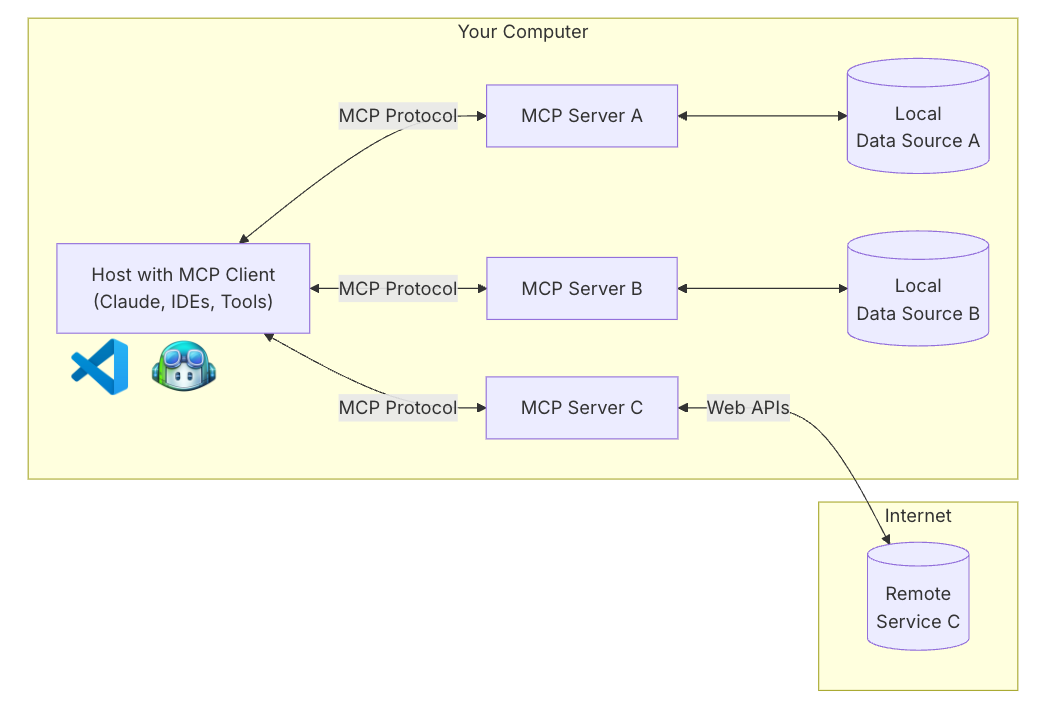 Your Computer
MCP Protocol
MCP Server A
Local
Data Source A
Host with MCP Client
(Claude, IDEs, Tools)
MCP Protocol
MCP Server B
Local
Data Source B
MCP Protocol
MCP Server C
Web APIs
Internet
Remote
Service C